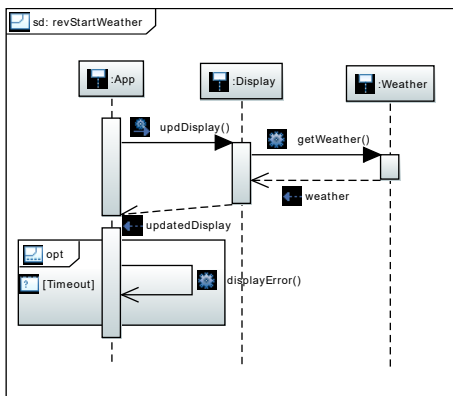 sd: revStartWeather
:App
:Display
:Weather
updDisplay()
getWeather()
weather
updatedDisplay
opt
[Timeout]
displayError()